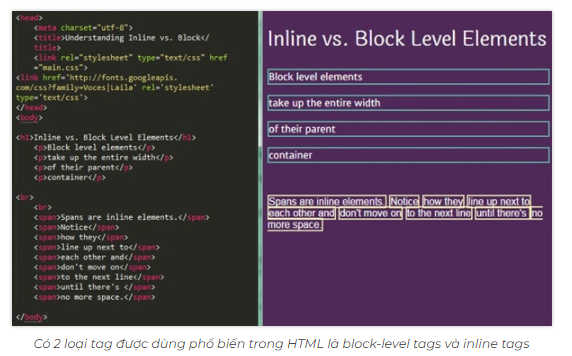 <head>
<meta charset="utf-8">
<title>Understanding Inline vs. Block</
title>
<link rel="stylesheet" type="text/css" href
="main.css">
<link href='http://fonts.googleapis.
com/css?family=Voces|Laila' rel='stylesheet'
type='text/css'>
</head>
<body>
<h1>Inline vs. Block Level Elements</h1>
<p>Block level elements</p>
<p>take up the entire width</p>
<p>of their parent</p>
<p>container</p>
<br>
<br>
<span>Spans are inline elements.</span>
<span>Notice</span>
<span>how they</span>
<span>line up next to</span>
<span>each other and</span>
<span>don't move on</span>
<span>to the next line</span>
<span>until there's </span>
<span>no more space.</span>
</body>
Inline vs. Block Level Elements
Block level elements
take up the entire width
of their parent
container
Spans are inline elements. Notice how they line up next to
each other and don't move on to the next line until there's no
more space.
Có 2 loại tag được dùng phổ biến trong HTML là block-level tags và inline tags